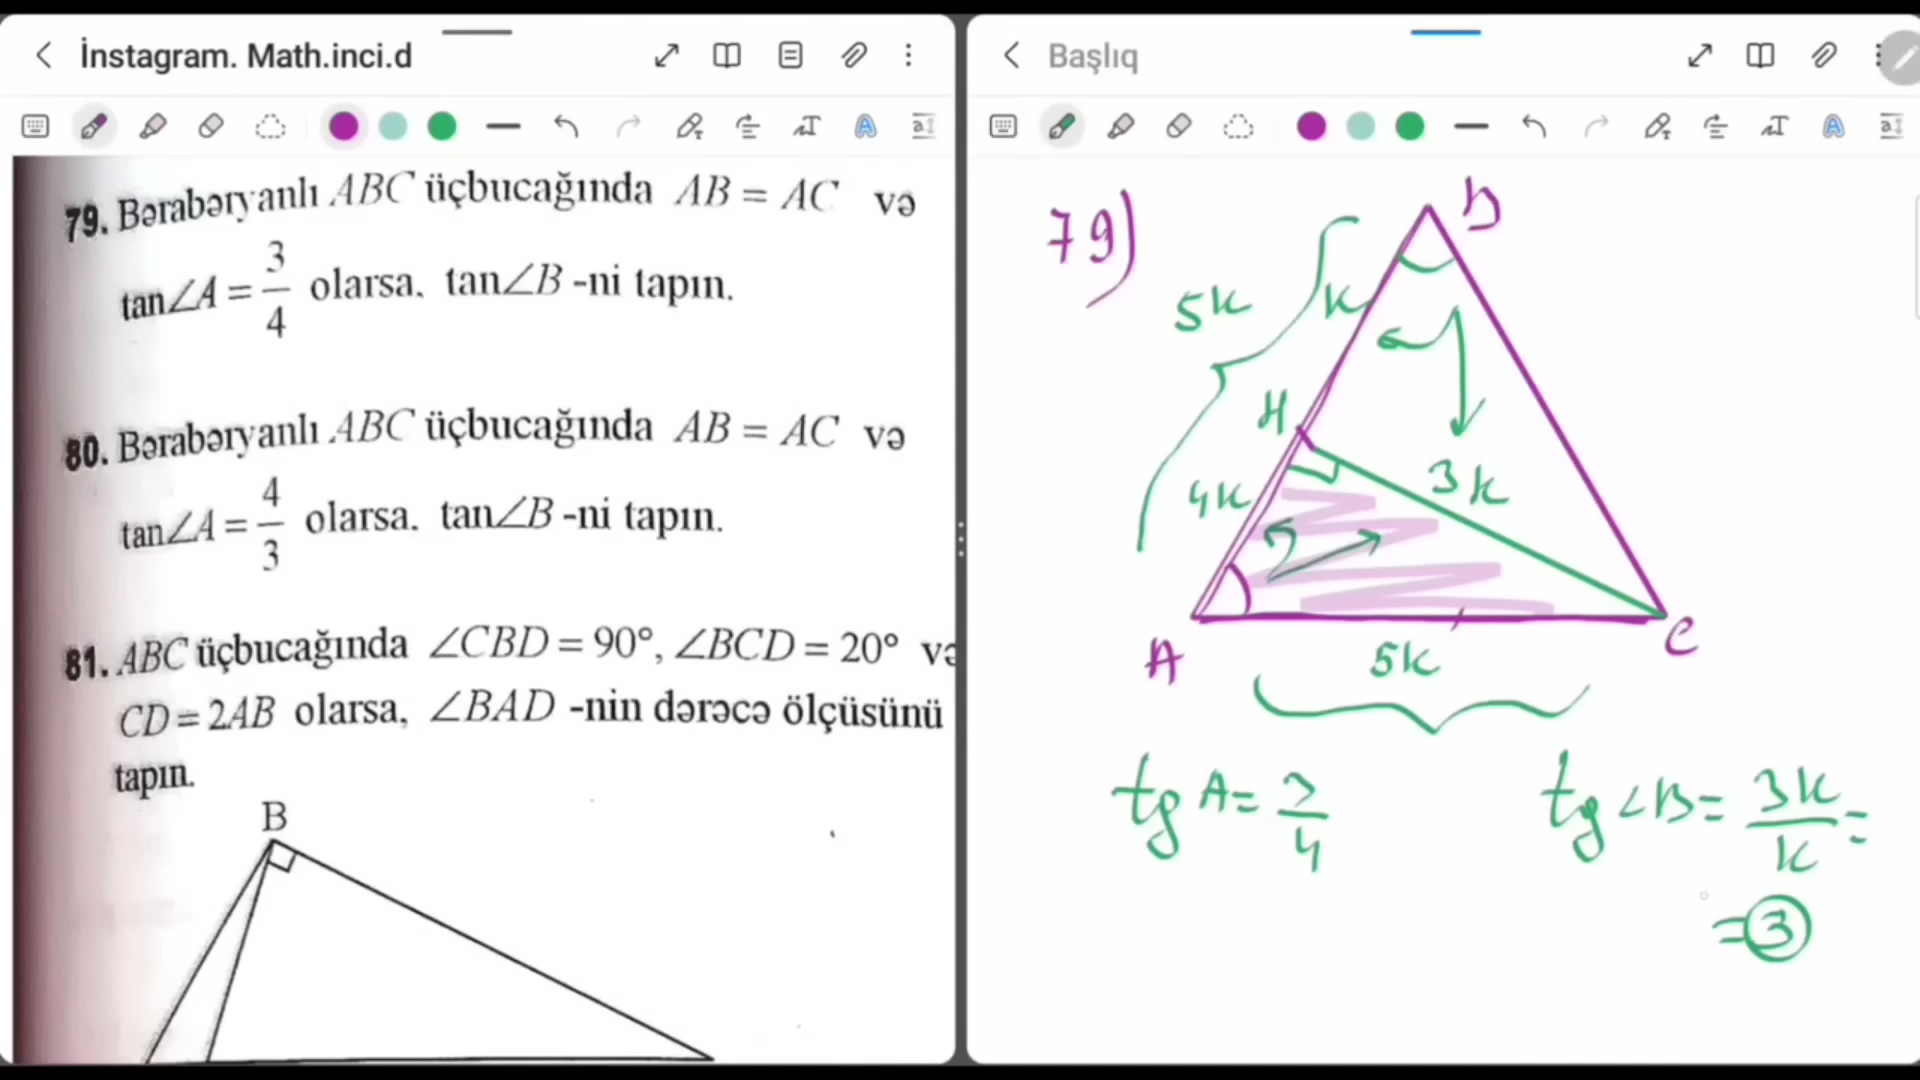 İnstagram. Math.inci.d
79. Bərabəryanlı ABC üçbucağında AB = AC və
tan∠A = 3/4 olarsa. tan∠B -ni tapın.
80. Bərabəryanlı ABC üçbucağında AB = AC və
tan∠A = 4/3 olarsa. tan∠B -ni tapın.
81. ABC üçbucağında ∠CBD = 90°, ∠BCD = 20° və
CD = 2AB olarsa, ∠BAD -nin dərəcə ölçüsünü
tapın.
B
Başlıq
79)
B
5k
k
H
4k
3k
A
C
5k
tg A = 3/4
tg ∠B = 3k/k =
= 3